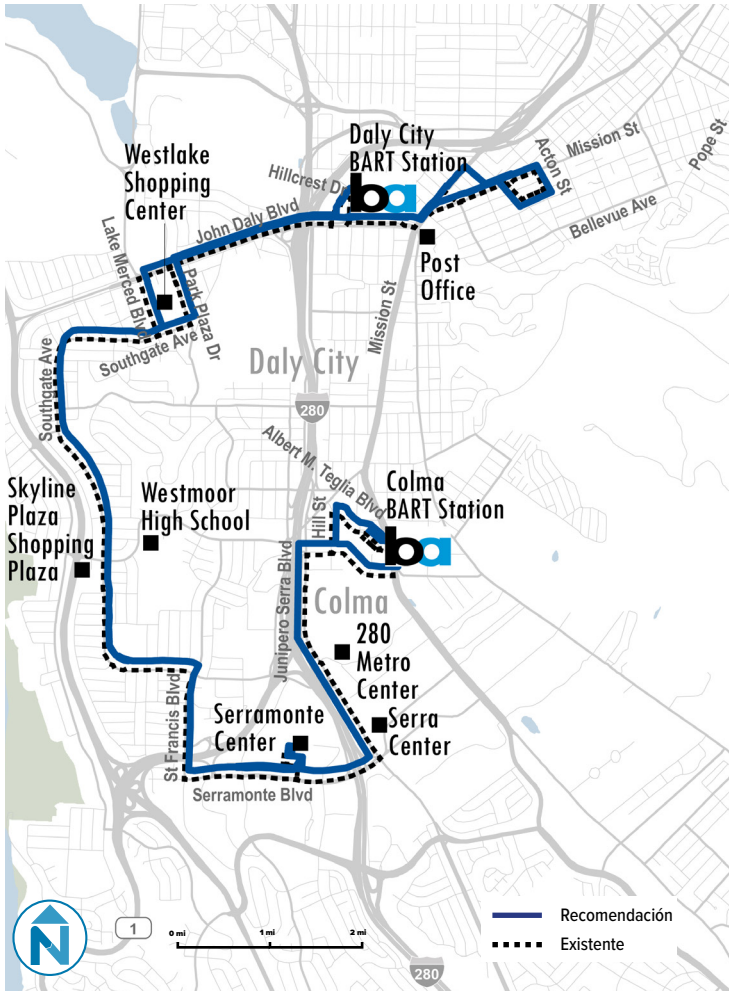 Westlake
Shopping
Center
Daly City
BART Station
Hillcrest Dr
ba
Acton St
Mission St
Pope St
Bellevue Ave
John Daly Blvd
Post
Office
Lake Merced Blvd
Park Plaza Dr
Southgate Ave
Mission St
Daly City
Southgate Ave
280
Albert M. Teglia Blvd
Colma
BART Station
ba
Skyline
Plaza
Shopping
Plaza
Westmoor
High School
Hill St
Junipero Serra Blvd
Colma
280
Metro
Center
St Francis Blvd
Serramonte
Center
Serra
Center
Serramonte Blvd
N
1
0 mi
1 mi
2 mi
280
Recomendación
Existente